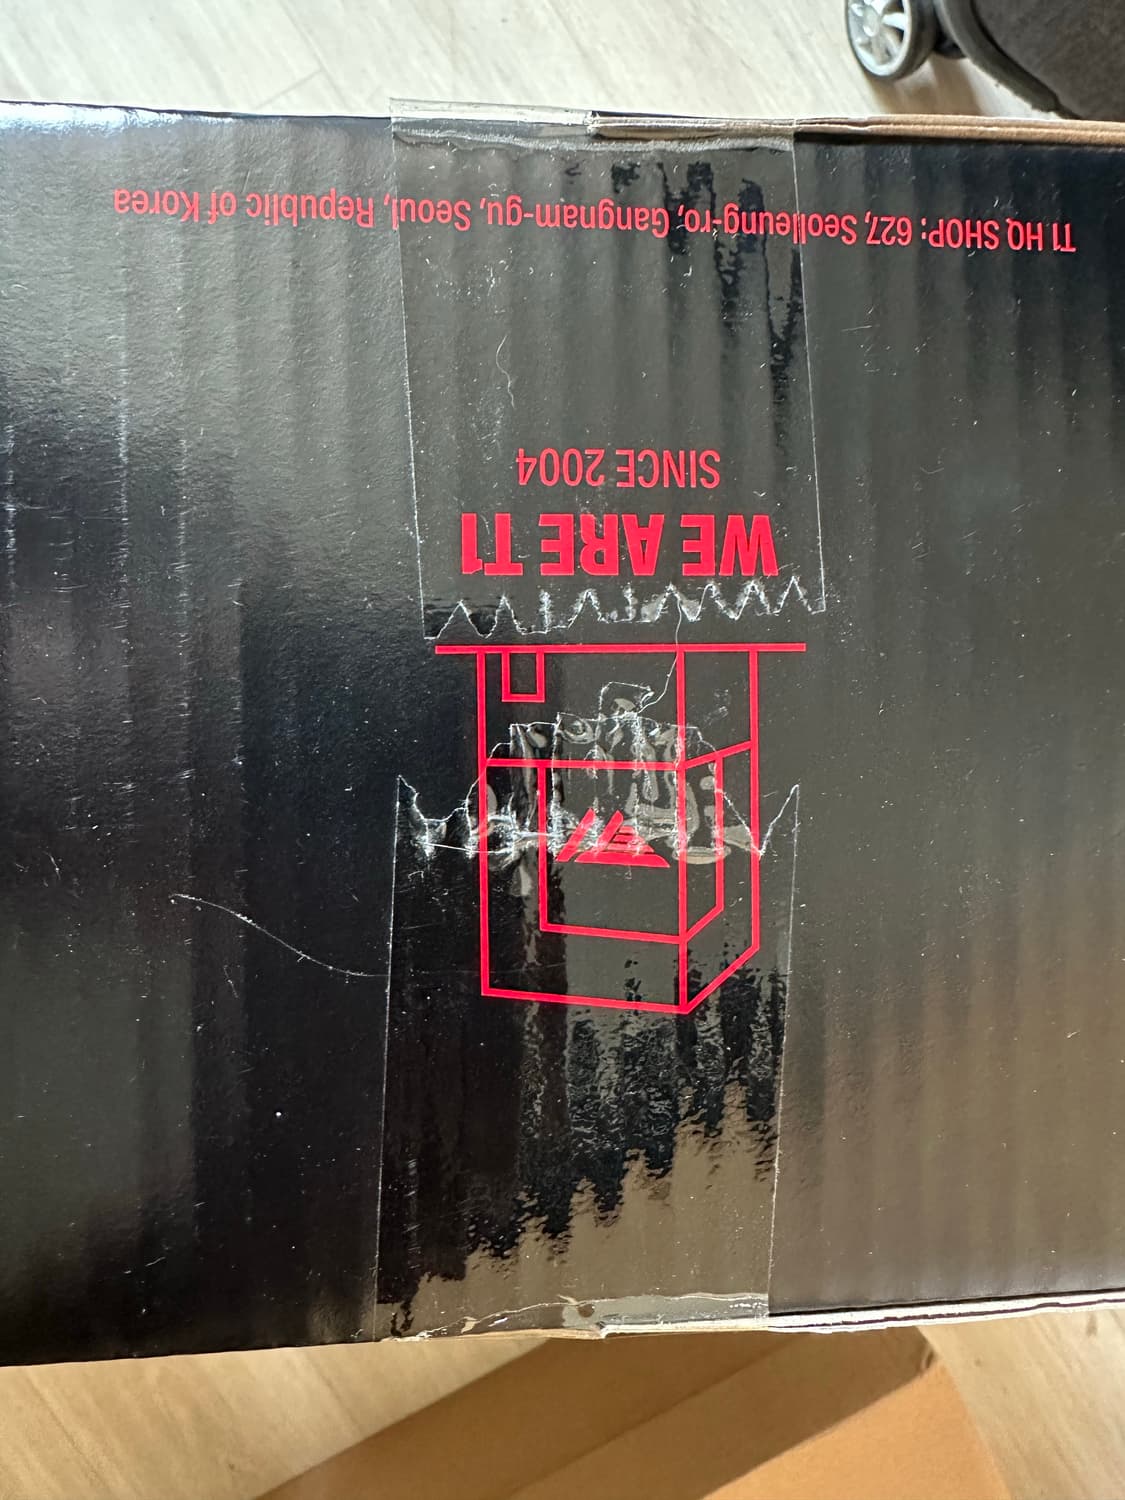 WE ARE T1
SINCE 2004
T1 HQ SHOP: 627, Seolleung-ro, Gangnam-gu, Seoul, Republic of Korea